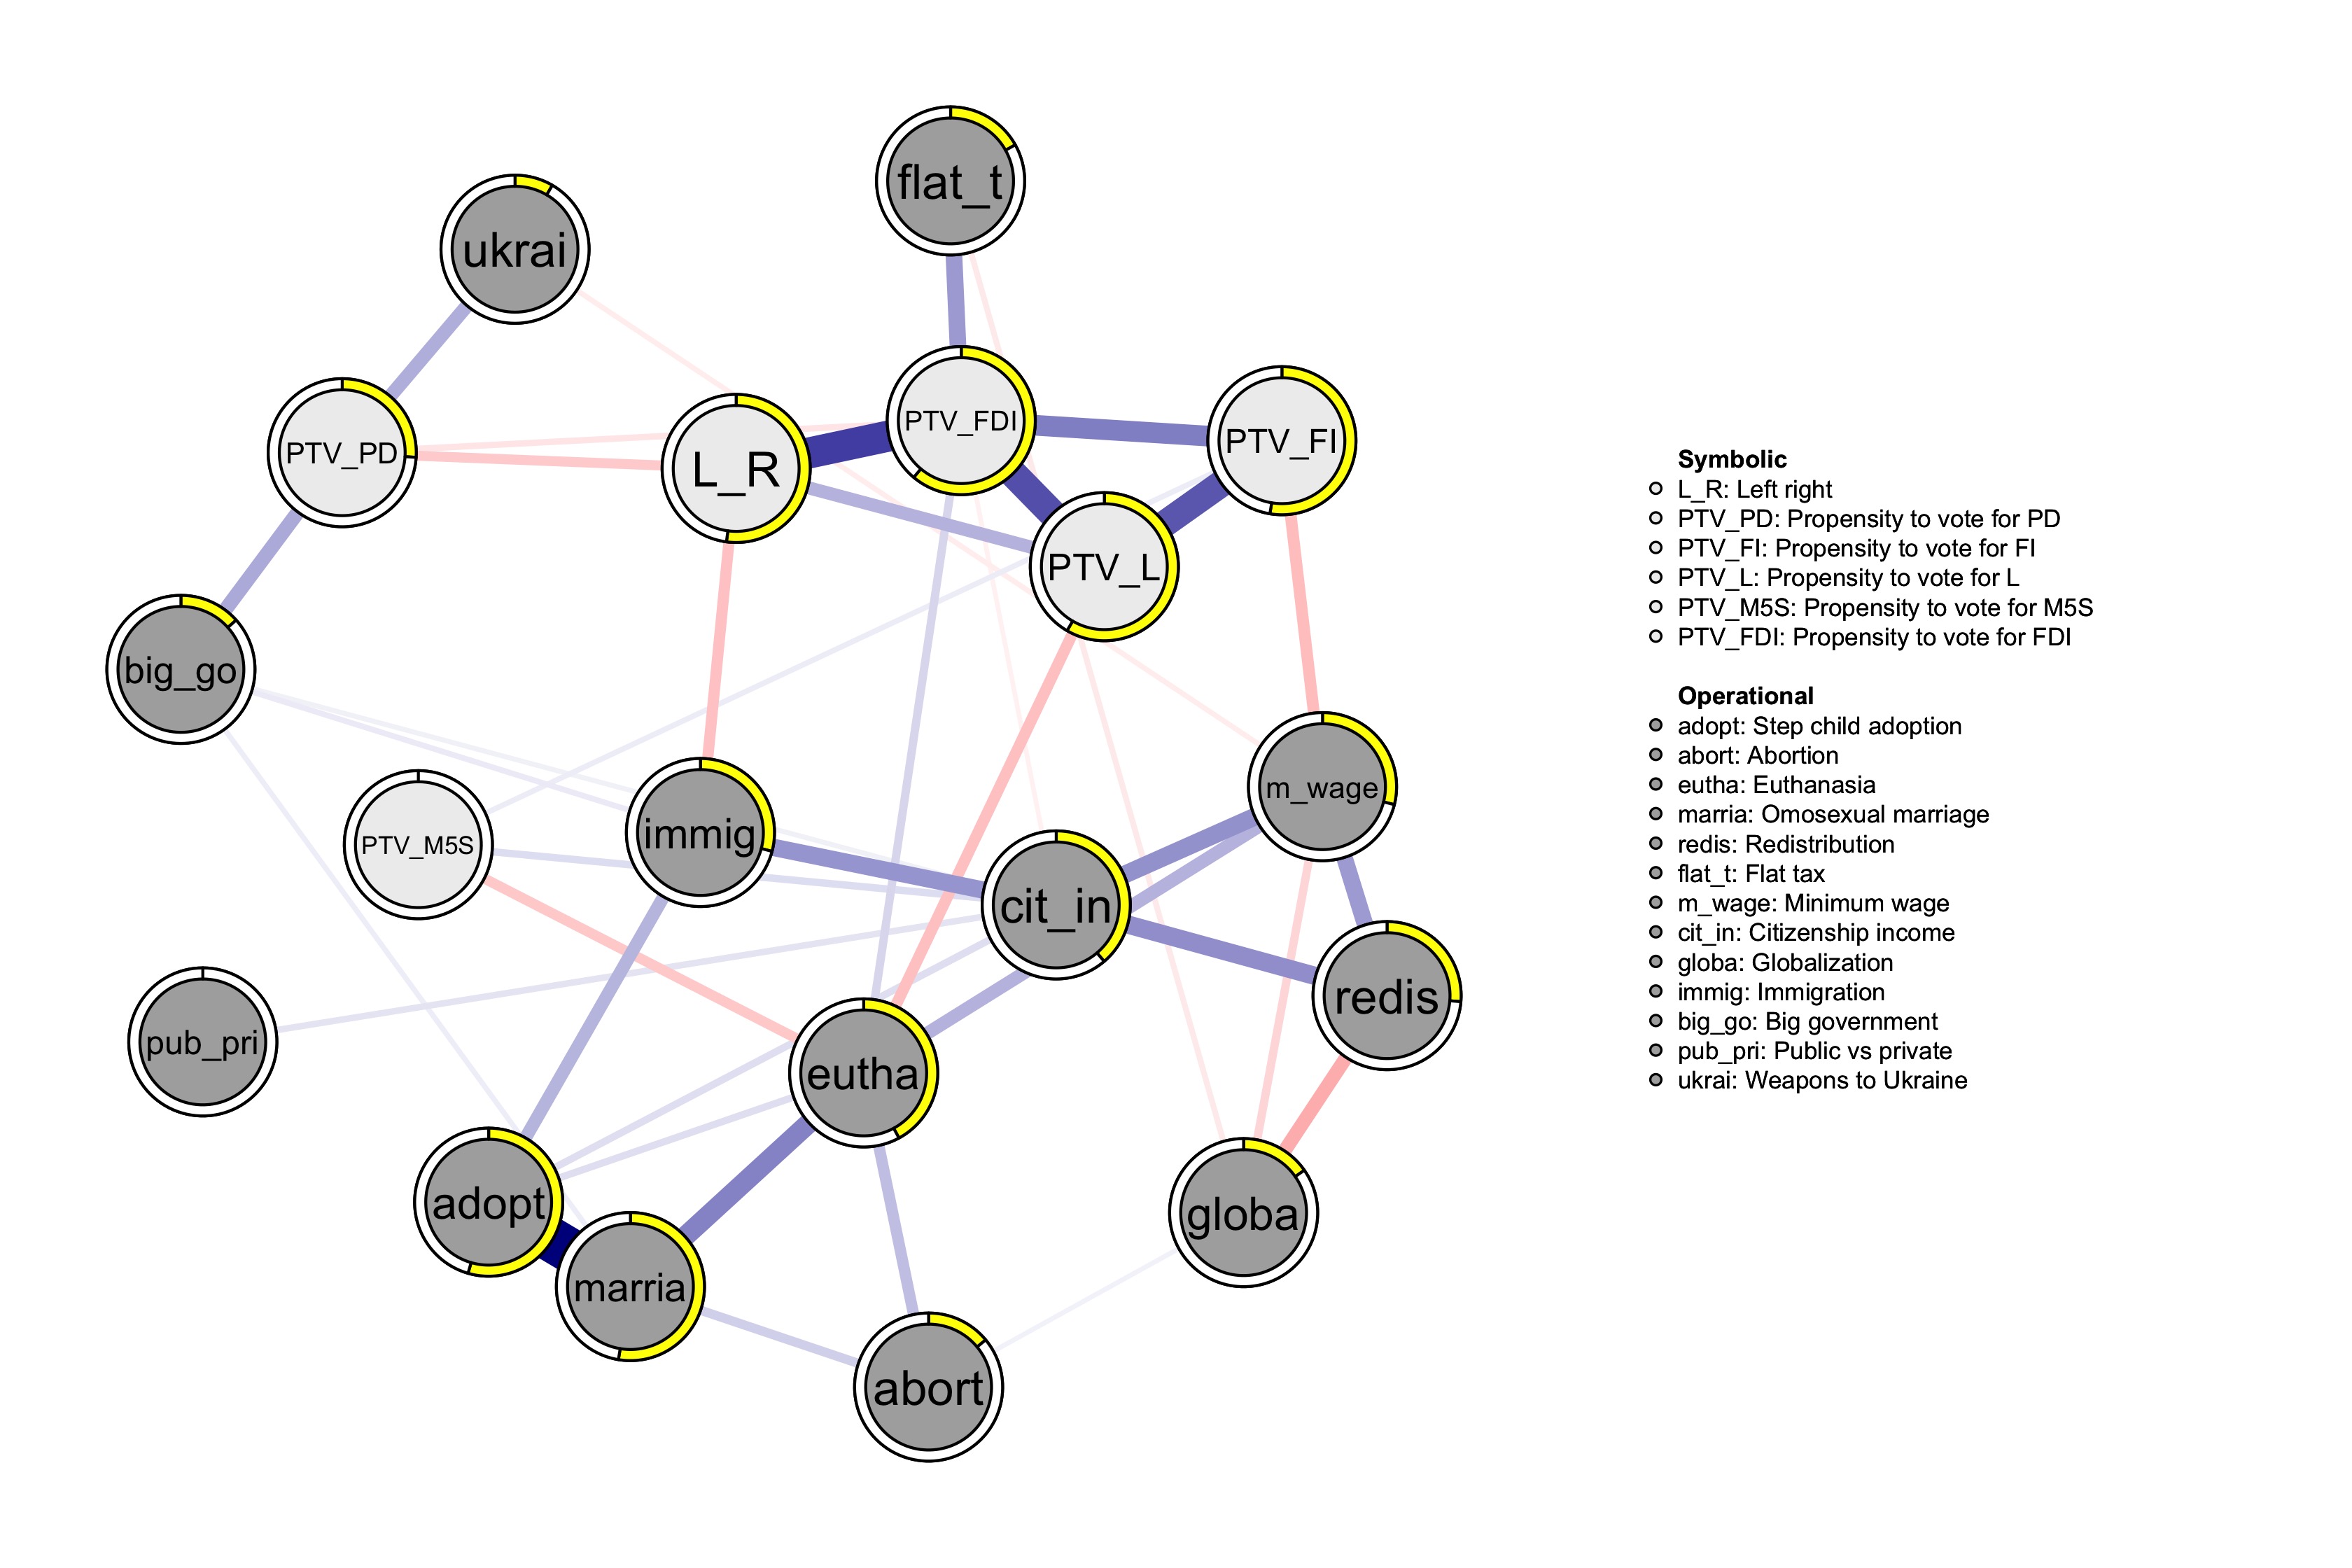 flat_t
ukrai
PTV_FDI
PTV_FI
PTV_PD
L_R
PTV_L
big_go
m_wage
immig
PTV_M5S
cit_in
redis
pub_pri
eutha
adopt
globa
marria
abort
Symbolic
L_R: Left right
PTV_PD: Propensity to vote for PD
PTV_FI: Propensity to vote for FI
PTV_L: Propensity to vote for L
PTV_M5S: Propensity to vote for M5S
PTV_FDI: Propensity to vote for FDI
Operational
adopt: Step child adoption
abort: Abortion
eutha: Euthanasia
marria: Omosexual marriage
redis: Redistribution
flat_t: Flat tax
m_wage: Minimum wage
cit_in: Citizenship income
globa: Globalization
immig: Immigration
big_go: Big government
pub_pri: Public vs private
ukrai: Weapons to Ukraine